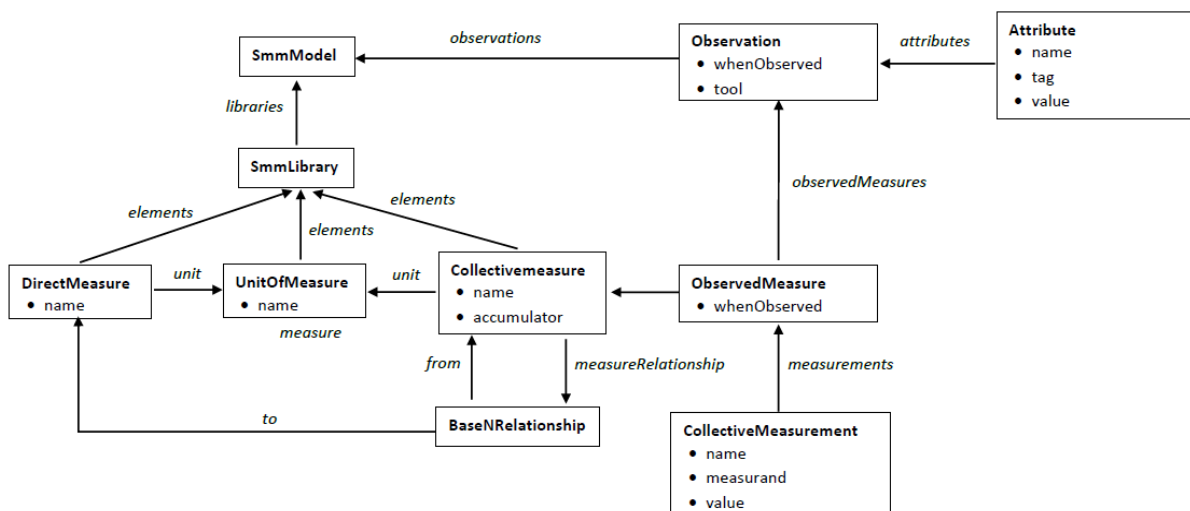 observations
SmmModel
Observation
• whenObserved
• tool
attributes
Attribute
• name
• tag
• value
libraries
SmmLibrary
observedMeasures
elements
elements
elements
DirectMeasure
• name
unit
UnitOfMeasure
• name
measure
unit
Collectivemeasure
• name
• accumulator
ObservedMeasure
• whenObserved
from
measureRelationship
measurements
to
BaseNRelationship
CollectiveMeasurement
• name
• measurand
• value